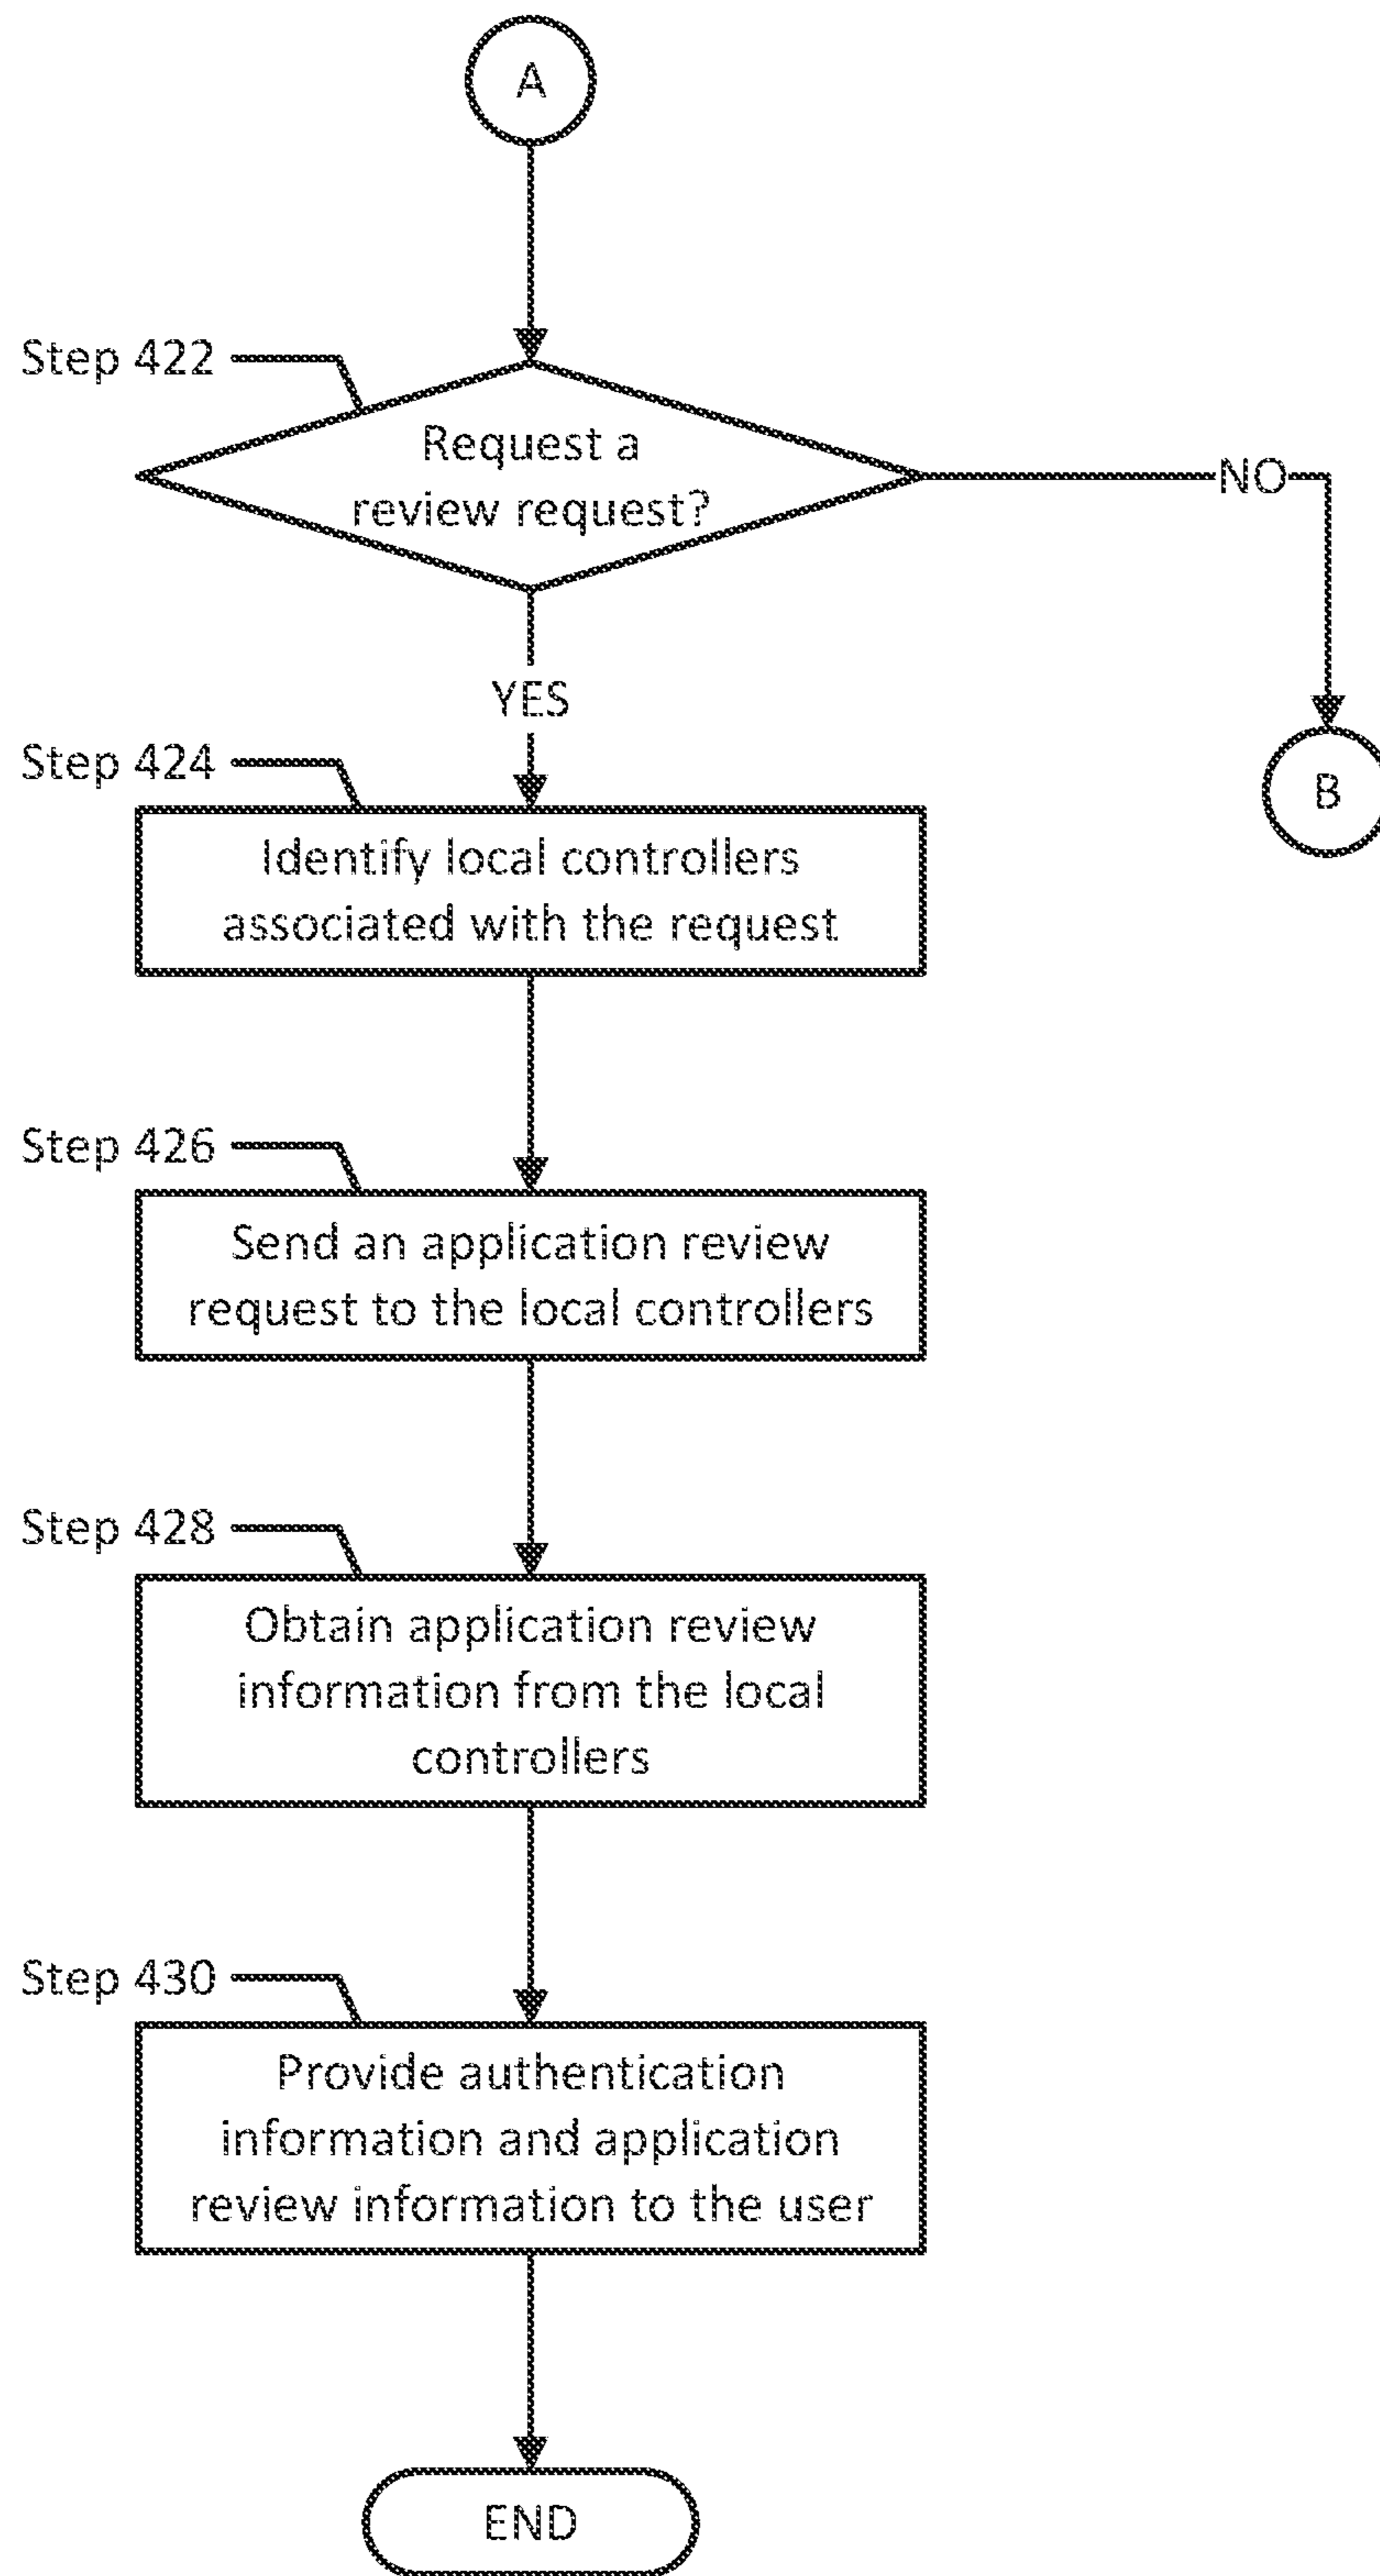 A
Step 422
Request a
review request?
NO
YES
B
Step 424
Identify local controllers
associated with the request
Step 426
Send an application review
request to the local controllers
Step 428
Obtain application review
information from the local
controllers
Step 430
Provide authentication
information and application
review information to the user
END